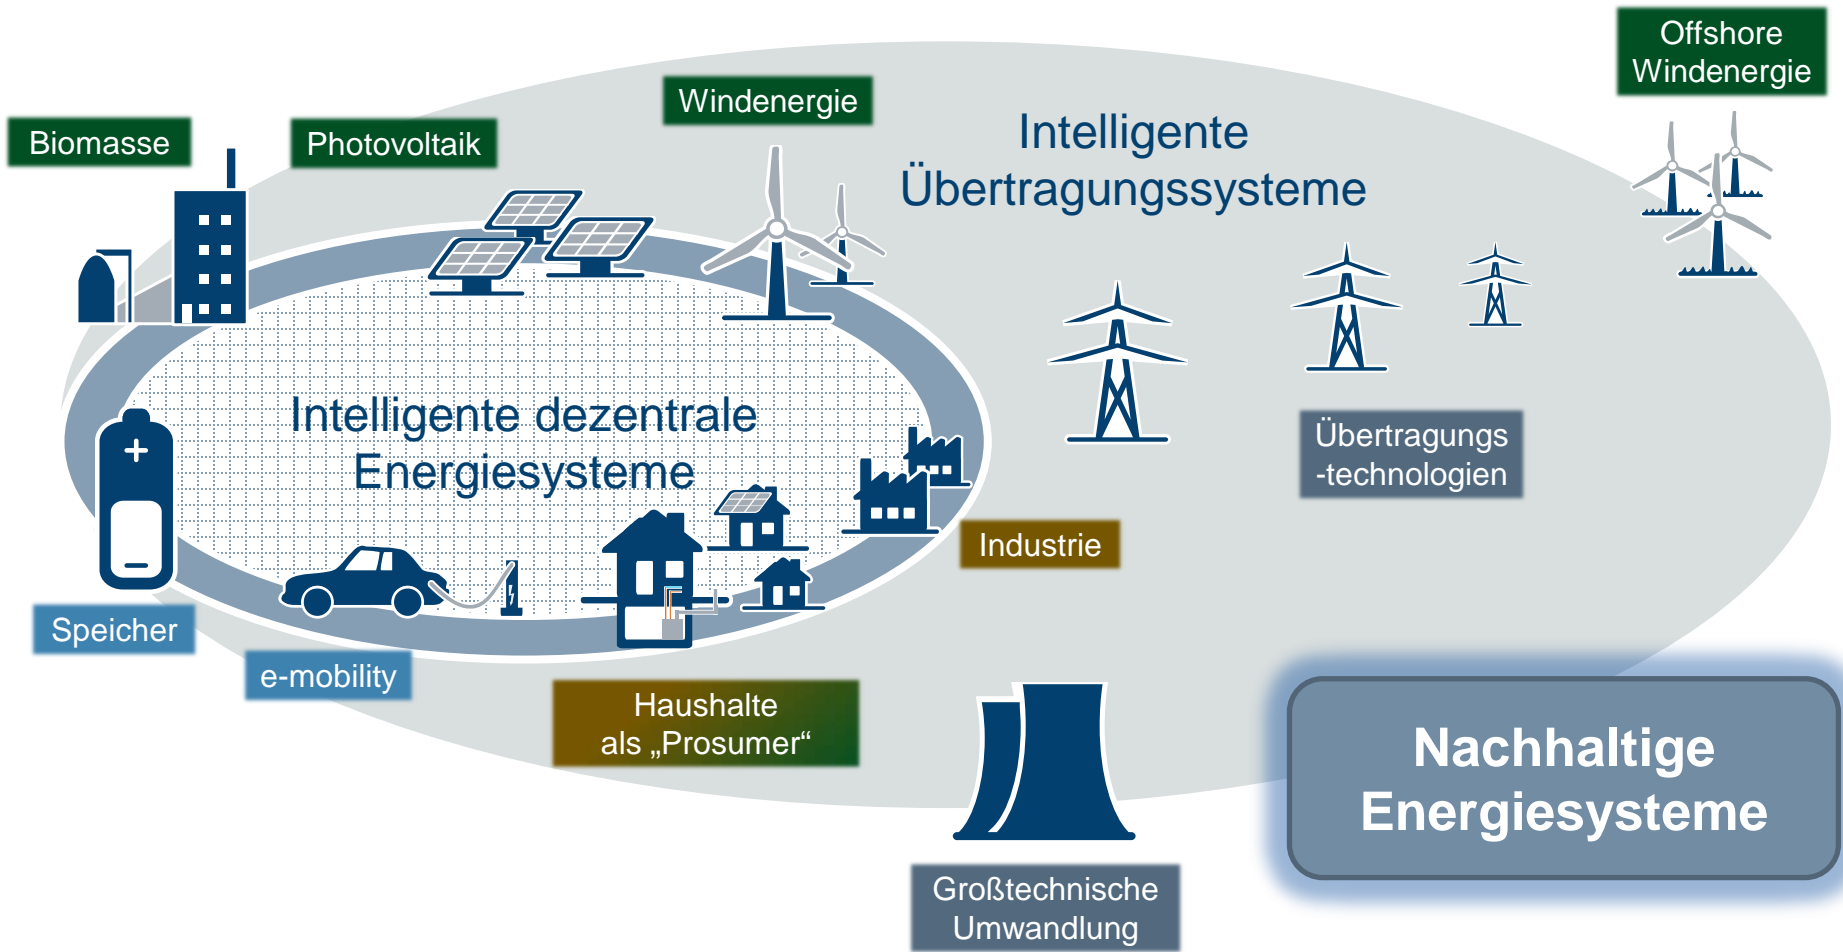 Offshore
Windenergie
Windenergie
Biomasse
Photovoltaik
Intelligente
Übertragungssysteme
Intelligente dezentrale
Energiesysteme
Übertragungs
-technologien
Industrie
Speicher
e-mobility
Haushalte
als „Prosumer“
Nachhaltige
Energiesysteme
Großtechnische
Umwandlung